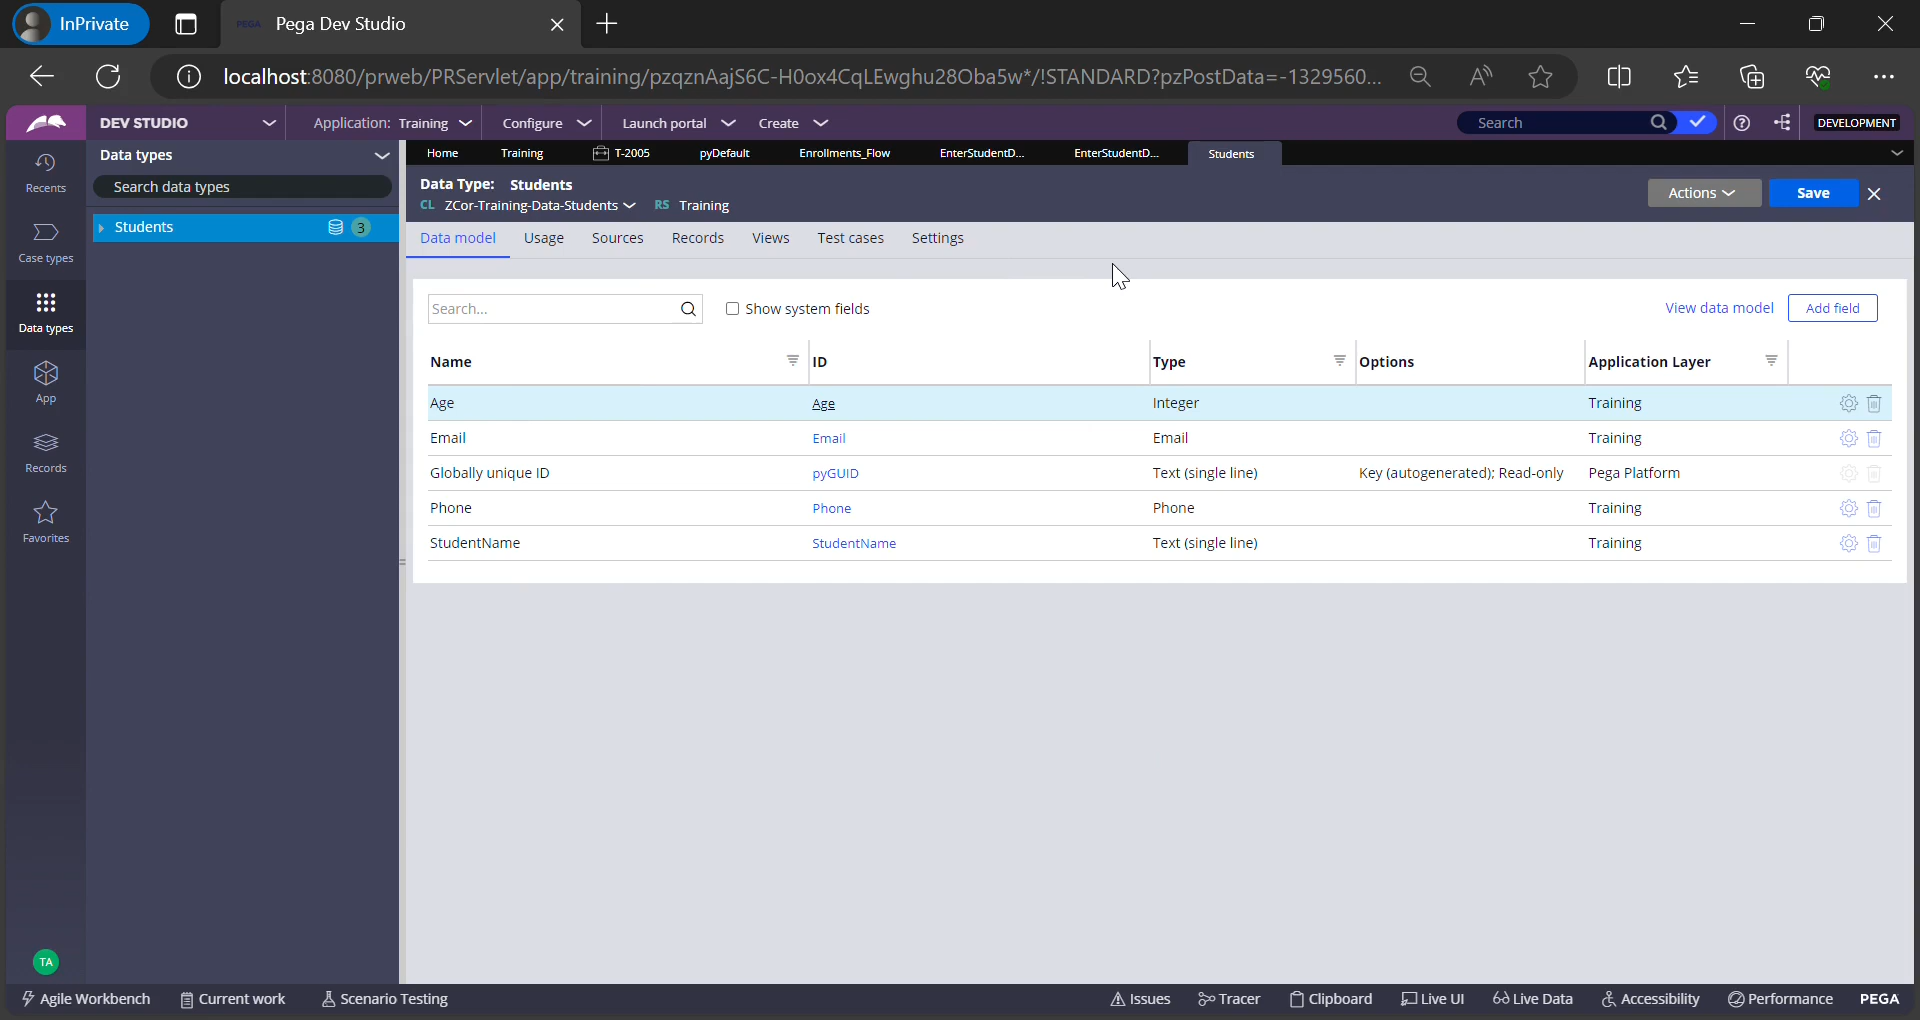 InPrivate
PEGA Pega Dev Studio
localhost:8080/prweb/PRServlet/app/training/pzqznAajS6C-H0ox4CqLEwghu28Oba5w*/!STANDARD?pzPostData=-1329560...
DEV STUDIO Application: Training Configure Launch portal Create Search DEVELOPMENT
Recents
Case types
Data types
App
Records
Favorites
TA
Data types
Search data types
Students 3
Home Training T-2005 pyDefault Enrollments_Flow EnterStudentD... EnterStudentD... Students
Data Type: Students
CL ZCor-Training-Data-Students RS Training
Actions Save
Data model Usage Sources Records Views Test cases Settings
Search... Show system fields View data model Add field
Name ID Type Options Application Layer
Age Age Integer Training
Email Email Email Training
Globally unique ID pyGUID Text (single line) Key (autogenerated); Read-only Pega Platform
Phone Phone Phone Training
StudentName StudentName Text (single line) Training
Agile Workbench Current work Scenario Testing Issues Tracer Clipboard Live UI Live Data Accessibility Performance PEGA